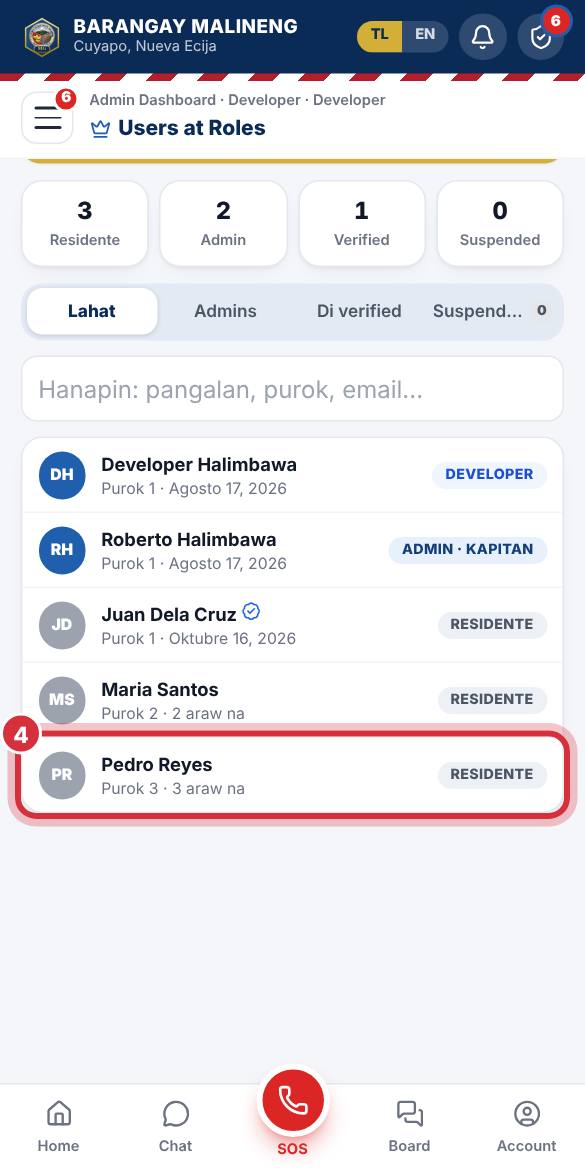 BARANGAY MALINENG
Cuyapo, Nueva Ecija
TL EN
6
6
Admin Dashboard · Developer · Developer
Users at Roles
3
Residente
2
Admin
1
Verified
0
Suspended
Lahat
Admins
Di verified
Suspend... 0
Hanapin: pangalan, purok, email...
DH
Developer Halimbawa
Purok 1 · Agosto 17, 2026
DEVELOPER
RH
Roberto Halimbawa
Purok 1 · Agosto 17, 2026
ADMIN · KAPITAN
JD
Juan Dela Cruz
Purok 1 · Oktubre 16, 2026
RESIDENTE
MS
Maria Santos
Purok 2 · 2 araw na
RESIDENTE
4
PR
Pedro Reyes
Purok 3 · 3 araw na
RESIDENTE
Home
Chat
SOS
Board
Account